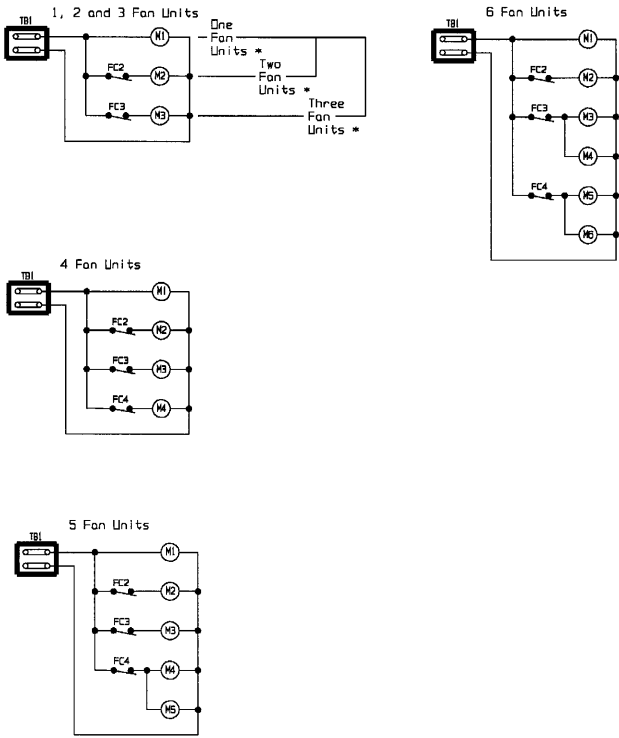 1, 2 and 3 Fan Units
TB1
M1
FC2
M2
FC3
M3
One
Fan
Units *
Two
Fan
Units *
Three
Fan
Units *
6 Fan Units
TB1
M1
FC2
M2
FC3
M3
M4
FC4
M5
M6
4 Fan Units
TB1
M1
FC2
M2
FC3
M3
FC4
M4
5 Fan Units
TB1
M1
FC2
M2
FC3
M3
FC4
M4
M5